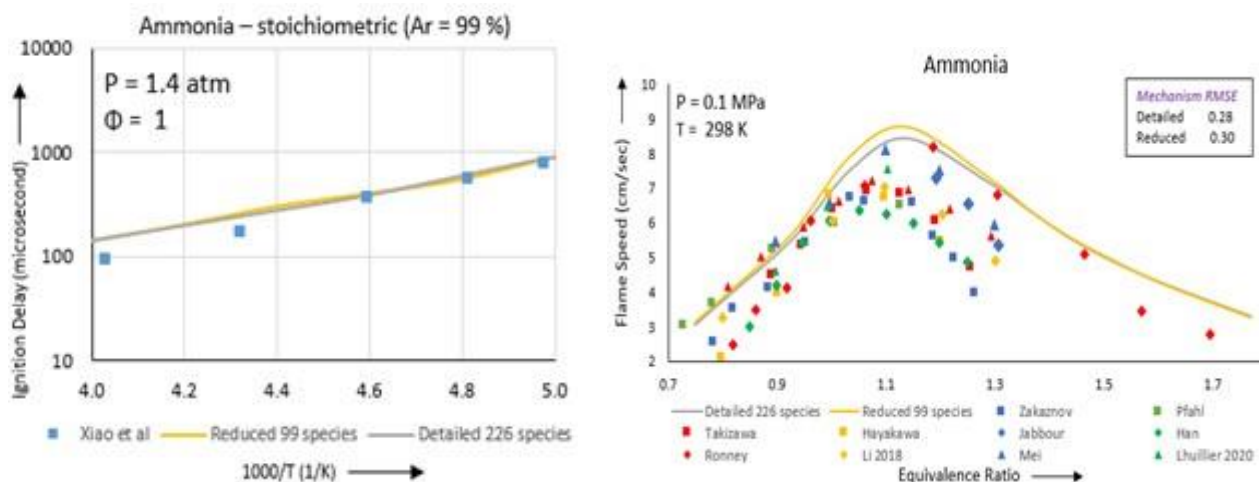 Ammonia – stoichiometric (Ar = 99 %)
Ignition Delay (microsecond)
10000
1000
100
10
P = 1.4 atm
Φ = 1
4.0 4.2 4.4 4.6 4.8 5.0
Xiao et al Reduced 99 species Detailed 226 species
1000/T (1/K)
Ammonia
Flame Speed (cm/sec)
10
9
8
7
6
5
4
3
2
P = 0.1 MPa
T = 298 K
Mechanism RMSE
Detailed 0.28
Reduced 0.30
0.7 0.9 1.1 1.3 1.5 1.7
Detailed 226 species Reduced 99 species Zakaznov Pfahl
Takizawa Hayakawa Jabbour Han
Ronney Li 2018 Mei Lhuillier 2020
Equivalence Ratio